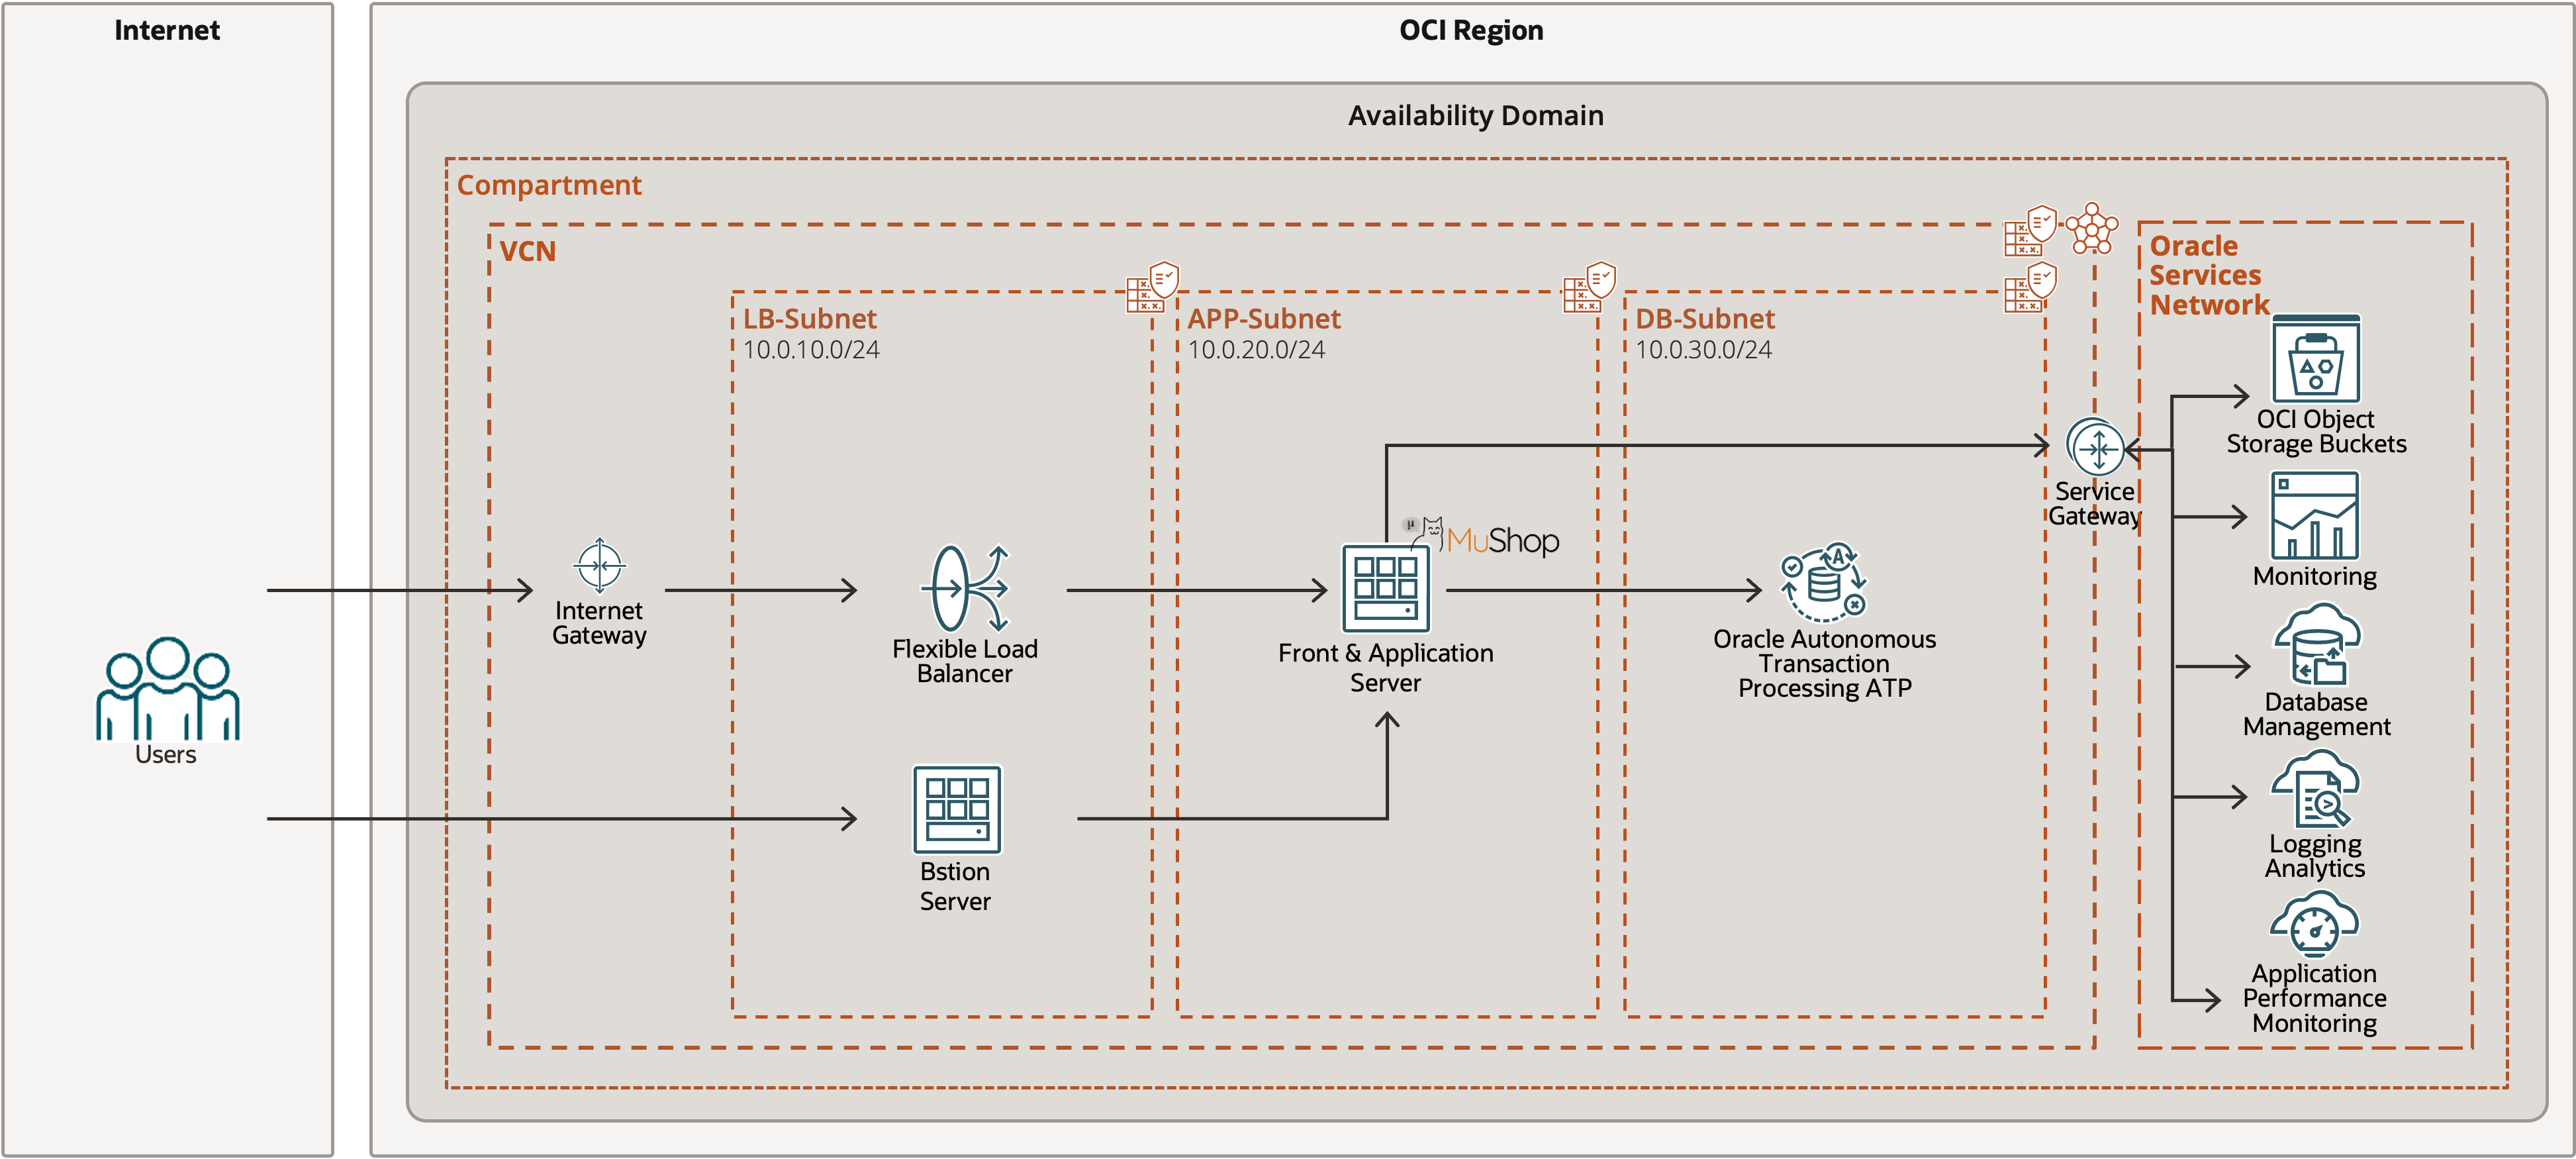 Internet
OCI Region
Availability Domain
Compartment
VCN
LB-Subnet
10.0.10.0/24
APP-Subnet
10.0.20.0/24
DB-Subnet
10.0.30.0/24
Oracle
Services
Network
OCI Object
Storage Buckets
Service
Gateway
Monitoring
µ
MuShop
Internet
Gateway
Flexible Load
Balancer
Front & Application
Server
Oracle Autonomous
Transaction
Processing ATP
A
Database
Management
Users
Bstion
Server
Logging
Analytics
Application
Performance
Monitoring